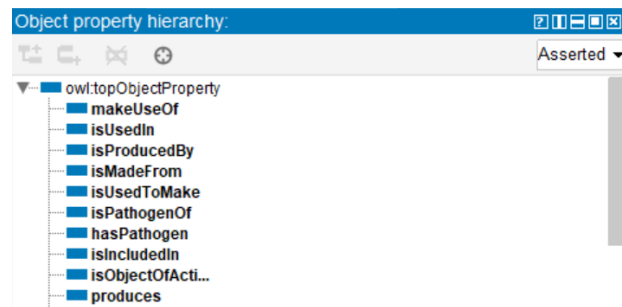 Object property hierarchy:
Asserted
owl:topObjectProperty
makeUseOf
isUsedIn
isProducedBy
isMadeFrom
isUsedToMake
isPathogenOf
hasPathogen
isIncludedIn
isObjectOfActi...
produces